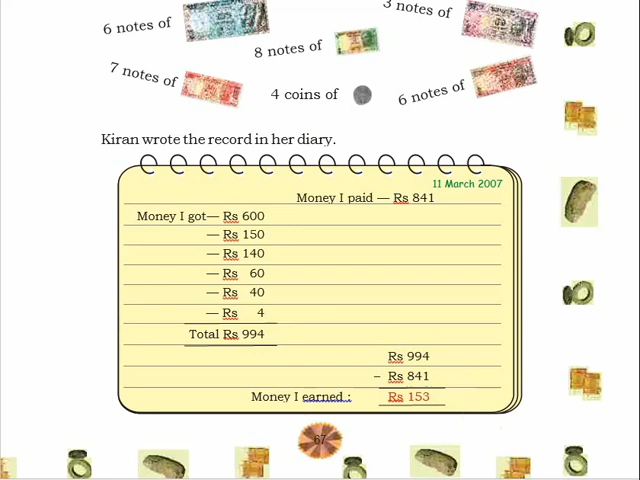 6 notes of
3 notes of
8 notes of
7 notes of
4 coins of
6 notes of
Kiran wrote the record in her diary.
11 March 2007
Money I paid — Rs 841
Money I got— Rs 600
— Rs 150
— Rs 140
— Rs 60
— Rs 40
— Rs 4
Total Rs 994
Rs 994
– Rs 841
Money I earned : Rs 153
67